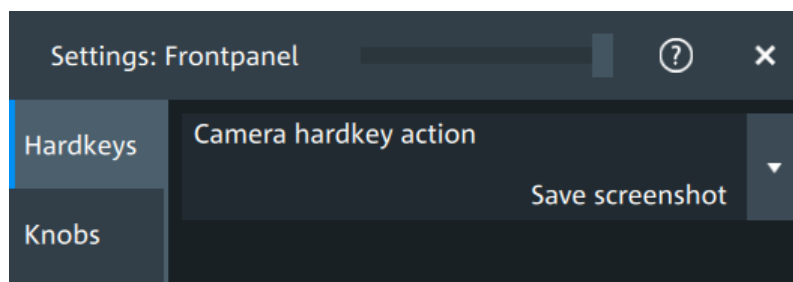 Settings: Frontpanel
?
×
Hardkeys
Camera hardkey action
Save screenshot
Knobs